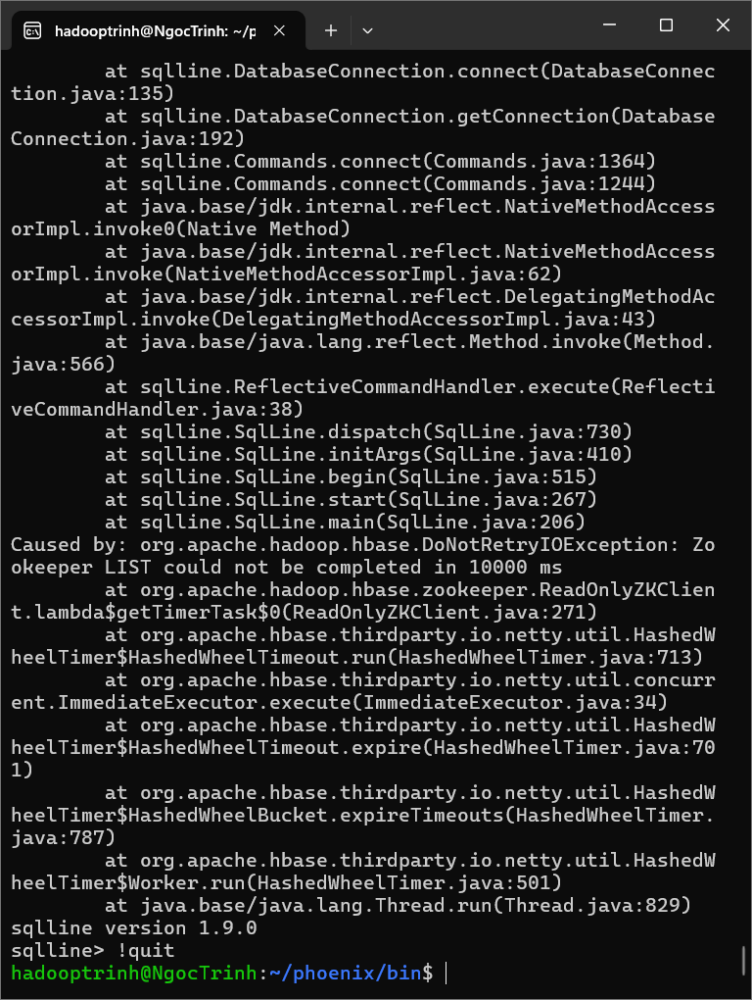 hadooptrinh@NgocTrinh: ~/p
at sqlline.DatabaseConnection.connect(DatabaseConnec
tion.java:135)
at sqlline.DatabaseConnection.getConnection(Database
Connection.java:192)
at sqlline.Commands.connect(Commands.java:1364)
at sqlline.Commands.connect(Commands.java:1244)
at java.base/jdk.internal.reflect.NativeMethodAccess
orImpl.invoke0(Native Method)
at java.base/jdk.internal.reflect.NativeMethodAccess
orImpl.invoke(NativeMethodAccessorImpl.java:62)
at java.base/jdk.internal.reflect.DelegatingMethodAc
cessorImpl.invoke(DelegatingMethodAccessorImpl.java:43)
at java.base/java.lang.reflect.Method.invoke(Method.
java:566)
at sqlline.ReflectiveCommandHandler.execute(Reflecti
veCommandHandler.java:38)
at sqlline.SqlLine.dispatch(SqlLine.java:730)
at sqlline.SqlLine.initArgs(SqlLine.java:410)
at sqlline.SqlLine.begin(SqlLine.java:515)
at sqlline.SqlLine.start(SqlLine.java:267)
at sqlline.SqlLine.main(SqlLine.java:206)
Caused by: org.apache.hadoop.hbase.DoNotRetryIOException: Zo
okeeper LIST could not be completed in 10000 ms
at org.apache.hadoop.hbase.zookeeper.ReadOnlyZKClien
t.lambda$getTimerTask$0(ReadOnlyZKClient.java:271)
at org.apache.hbase.thirdparty.io.netty.util.HashedW
heelTimer$HashedWheelTimeout.run(HashedWheelTimer.java:713)
at org.apache.hbase.thirdparty.io.netty.util.concurr
ent.ImmediateExecutor.execute(ImmediateExecutor.java:34)
at org.apache.hbase.thirdparty.io.netty.util.HashedW
heelTimer$HashedWheelTimeout.expire(HashedWheelTimer.java:70
1)
at org.apache.hbase.thirdparty.io.netty.util.HashedW
heelTimer$HashedWheelBucket.expireTimeouts(HashedWheelTimer.
java:787)
at org.apache.hbase.thirdparty.io.netty.util.HashedW
heelTimer$Worker.run(HashedWheelTimer.java:501)
at java.base/java.lang.Thread.run(Thread.java:829)
sqlline version 1.9.0
sqlline> !quit
hadooptrinh@NgocTrinh:~/phoenix/bin$